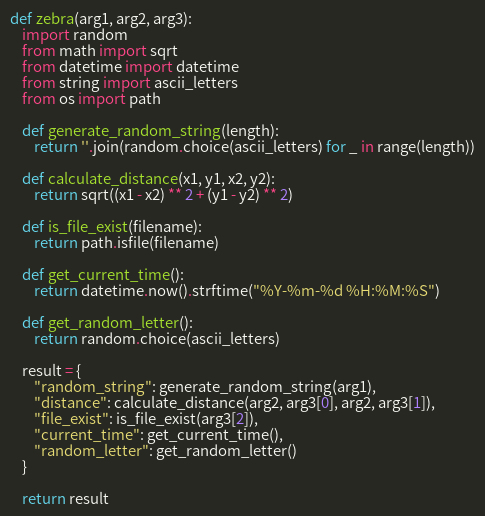 def zebra(arg1, arg2, arg3):
    import random
    from math import sqrt
    from datetime import datetime
    from string import ascii_letters
    from os import path

    def generate_random_string(length):
        return ''.join(random.choice(ascii_letters) for _ in range(length))

    def calculate_distance(x1, y1, x2, y2):
        return sqrt((x1 - x2) ** 2 + (y1 - y2) ** 2)

    def is_file_exist(filename):
        return path.isfile(filename)

    def get_current_time():
        return datetime.now().strftime("%Y-%m-%d %H:%M:%S")

    def get_random_letter():
        return random.choice(ascii_letters)

    result = {
        "random_string": generate_random_string(arg1),
        "distance": calculate_distance(arg2, arg3[0], arg2, arg3[1]),
        "file_exist": is_file_exist(arg3[2]),
        "current_time": get_current_time(),
        "random_letter": get_random_letter()
    }

    return result